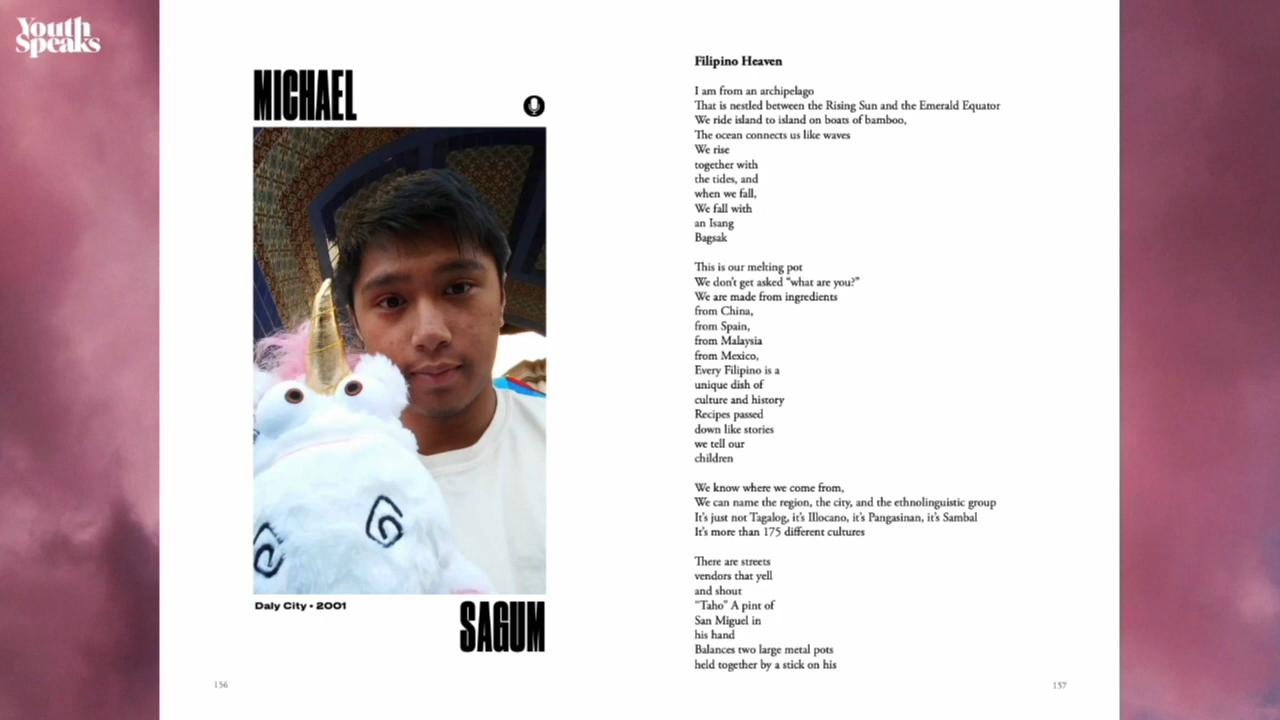 Youth
Speaks
MICHAEL
Daly City • 2001
SAGUM
156
Filipino Heaven
I am from an archipelago
That is nestled between the Rising Sun and the Emerald Equator
We ride island to island on boats of bamboo,
The ocean connects us like waves
We rise
together with
the tides, and
when we fall,
We fall with
an Isang
Bagsak
This is our melting pot
We don't get asked “what are you?”
We are made from ingredients
from China,
from Spain,
from Malaysia
from Mexico,
Every Filipino is a
unique dish of
culture and history
Recipes passed
down like stories
we tell our
children
We know where we come from,
We can name the region, the city, and the ethnolinguistic group
It's just not Tagalog, it's Illocano, it's Pangasinan, it's Sambal
It's more than 175 different cultures
There are streets
vendors that yell
and shout
“Taho” A pint of
San Miguel in
his hand
Balances two large metal pots
held together by a stick on his
157